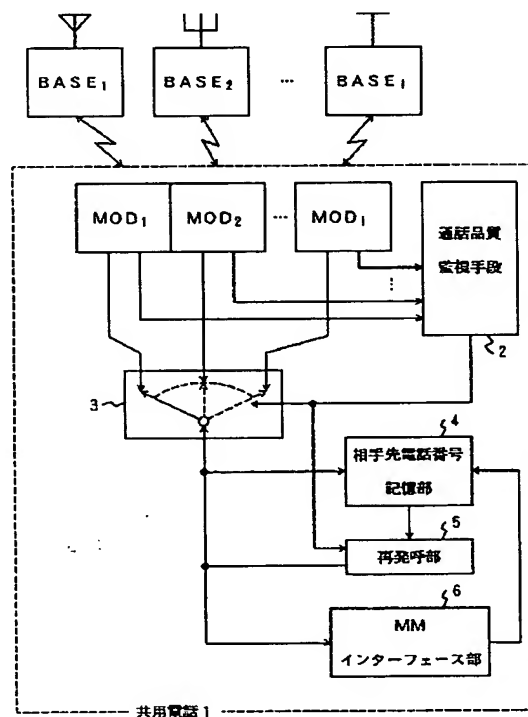 BASE₁
BASE₂
...
BASEi
MOD₁
MOD₂
...
MODi
通話品質
監視手段
2
3
4
相手先電話番号
記憶部
5
再発呼部
6
MM
インターフェース部
共用電話1